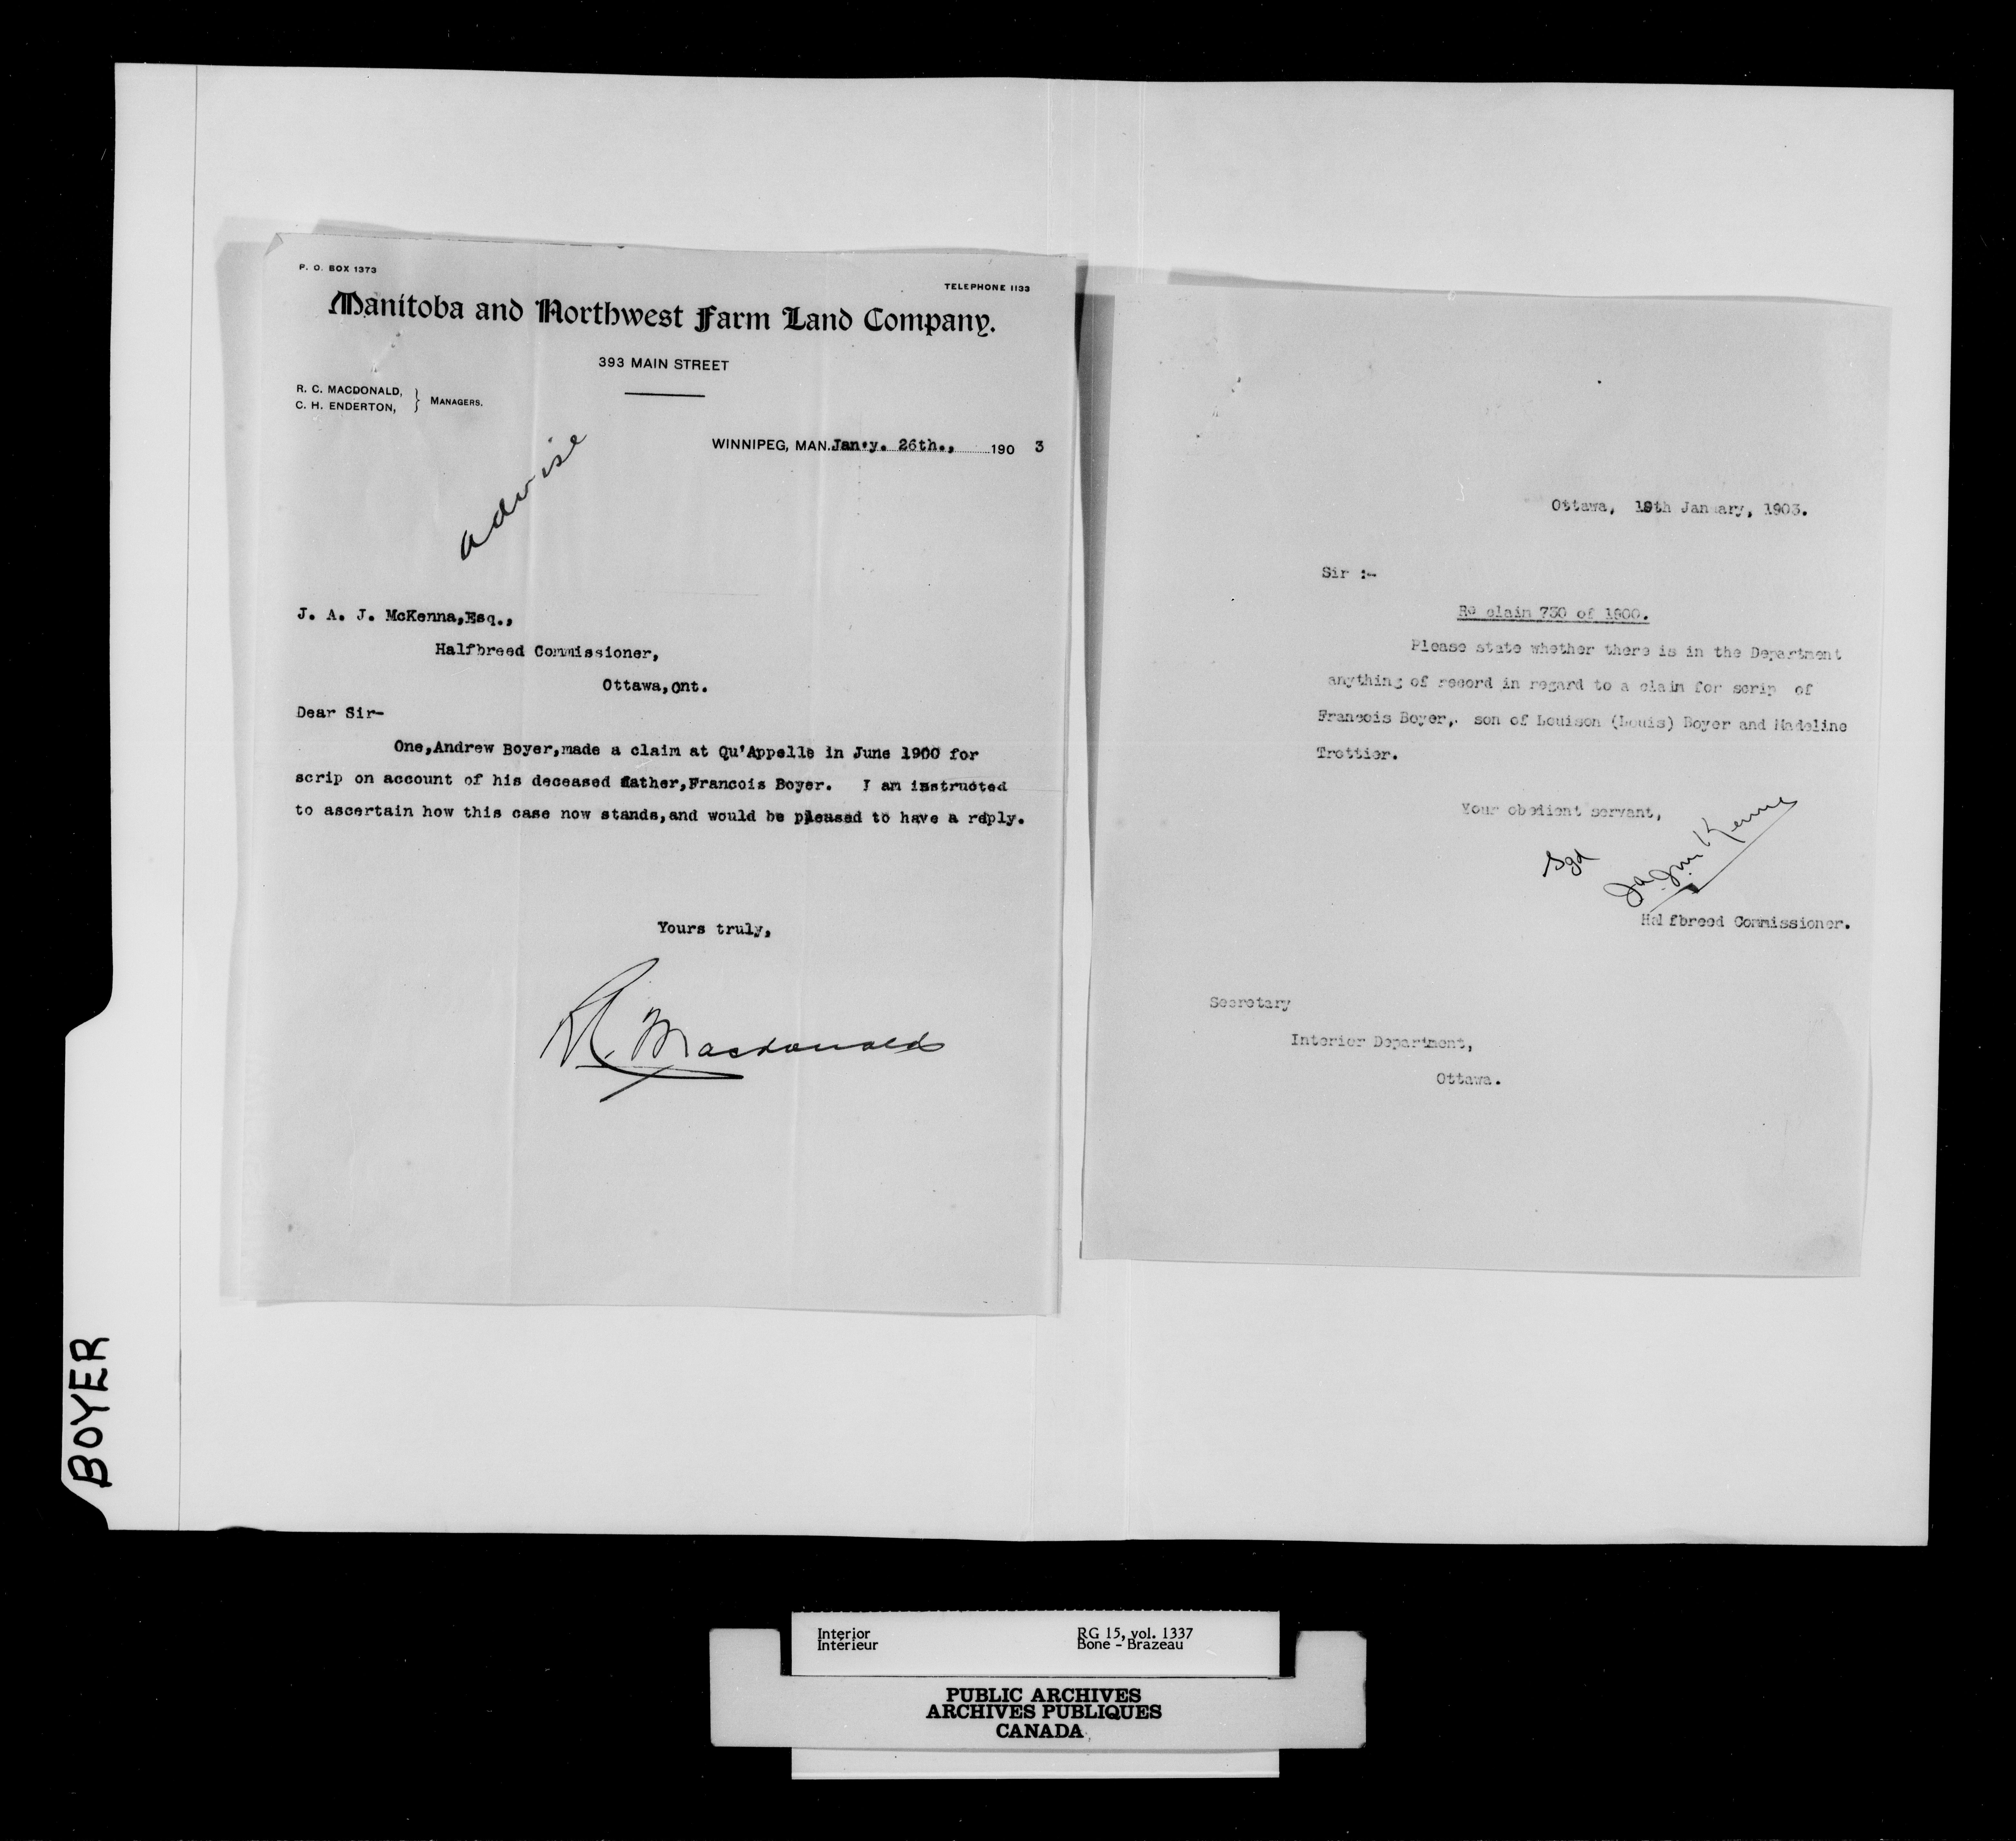 P. O. BOX 1373
TELEPHONE 1133
Manitoba and Northwest Farm Land Company.
393 MAIN STREET
R. C. MACDONALD,
C. H. ENDERTON, } MANAGERS.
WINNIPEG, MAN. Jan'y. 26th., 190 3
advise
J. A. J. McKenna,Esq.,
Halfbreed Commissioner,
Ottawa,Ont.
Dear Sir-
One,Andrew Boyer,made a claim at Qu'Appelle in June 1900 for
scrip on account of his deceased father,Francois Boyer. I am instructed
to ascertain how this case now stands,and would be pleased to have a reply.
Yours truly,
R. Macdonald
Ottawa, 19th January, 1903.
Sir :-
Re claim 730 of 1900.
Please state whether there is in the Department
anything of record in regard to a claim for scrip of
Francois Boyer, son of Louison (Louis) Boyer and Madeline
Trottier.
Your obedient servant,
Sgd J.A.J. McKenna
Halfbreed Commissioner.
Secretary
Interior Department,
Ottawa.
BOYER
Interior
Intérieur
RG 15, vol. 1337
Bone - Brazeau
PUBLIC ARCHIVES
ARCHIVES PUBLIQUES
CANADA